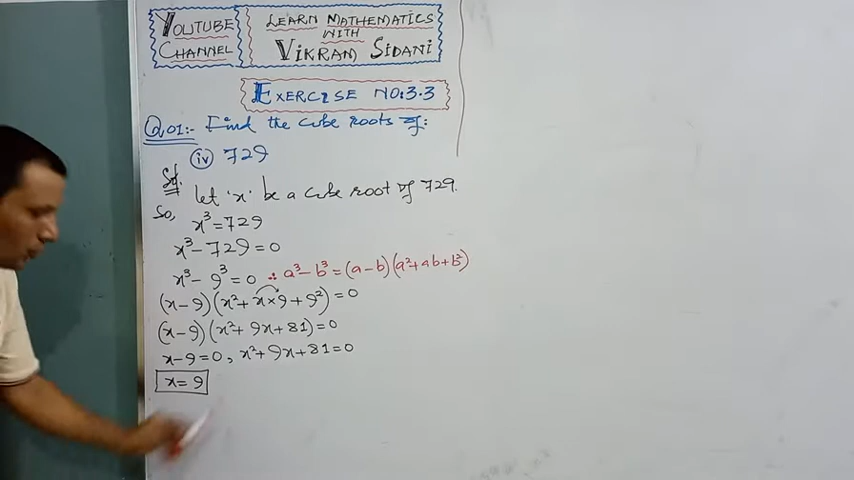 YOUTUBE CHANNEL
LEARN MATHEMATICS WITH VIKRAM SIDANI
EXERCISE NO:3.3
Q.01:- Find the cube roots of:
(iv) 729
Sol.
let 'x' be a cube root of 729.
So, x³=729
x³-729=0
x³-9³=0 ∴ a³-b³=(a-b)(a²+ab+b²)
(x-9)(x²+x×9+9²)=0
(x-9)(x²+9x+81)=0
x-9=0, x²+9x+81=0
x=9